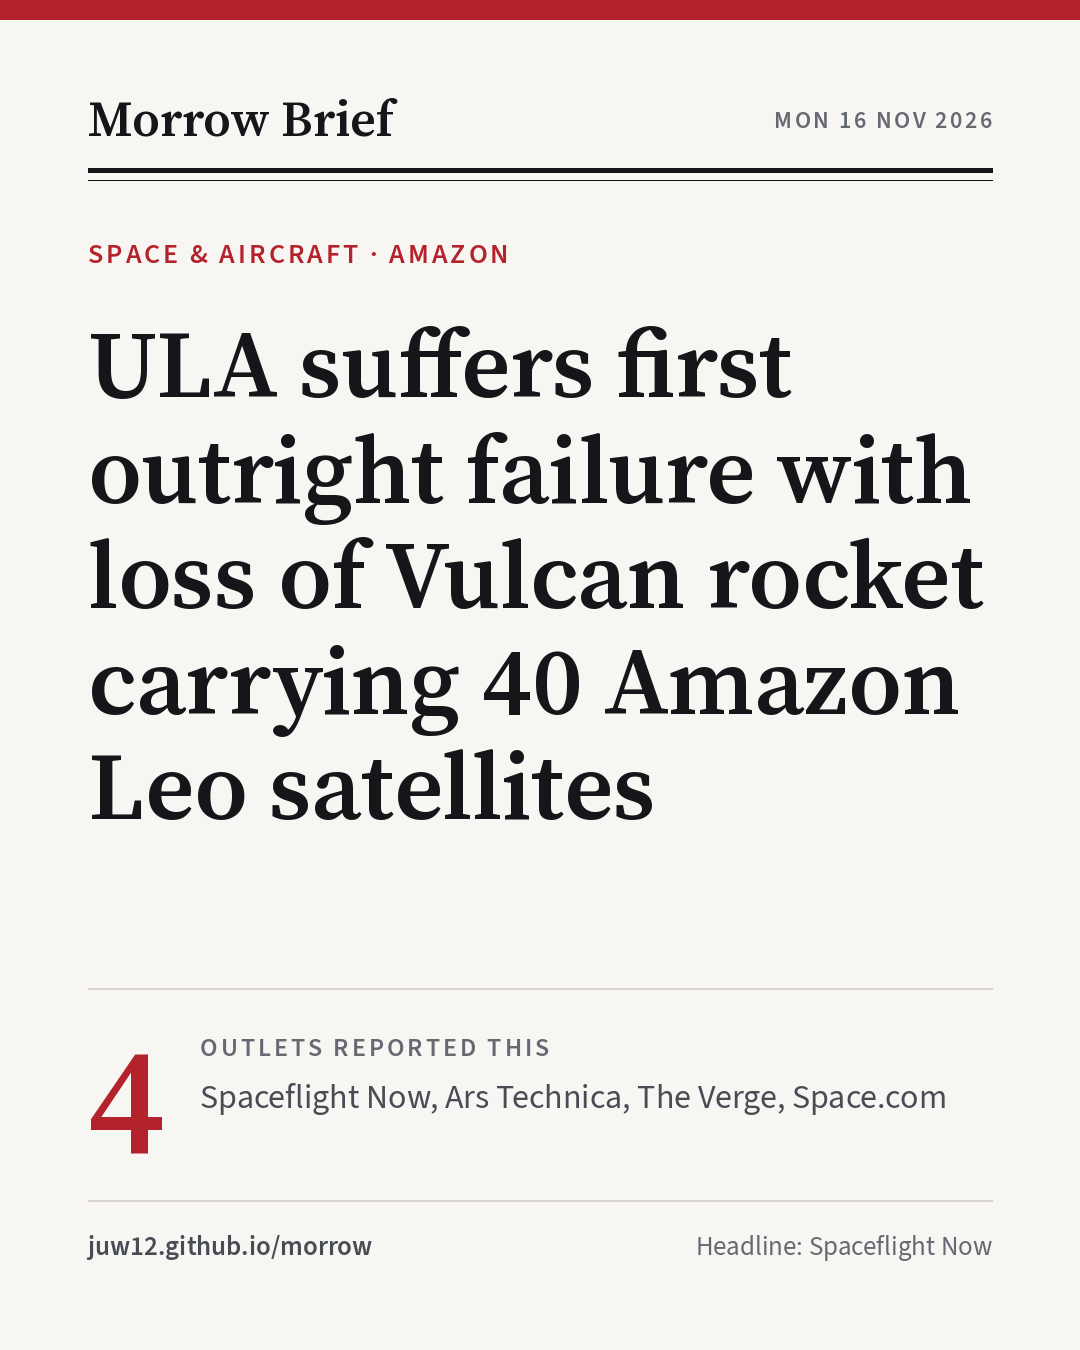 Morrow Brief
MON 16 NOV 2026
SPACE & AIRCRAFT · AMAZON
ULA suffers first
outright failure with
loss of Vulcan rocket
carrying 40 Amazon
Leo satellites
4
OUTLETS REPORTED THIS
Spaceflight Now, Ars Technica, The Verge, Space.com
juw12.github.io/morrow
Headline: Spaceflight Now